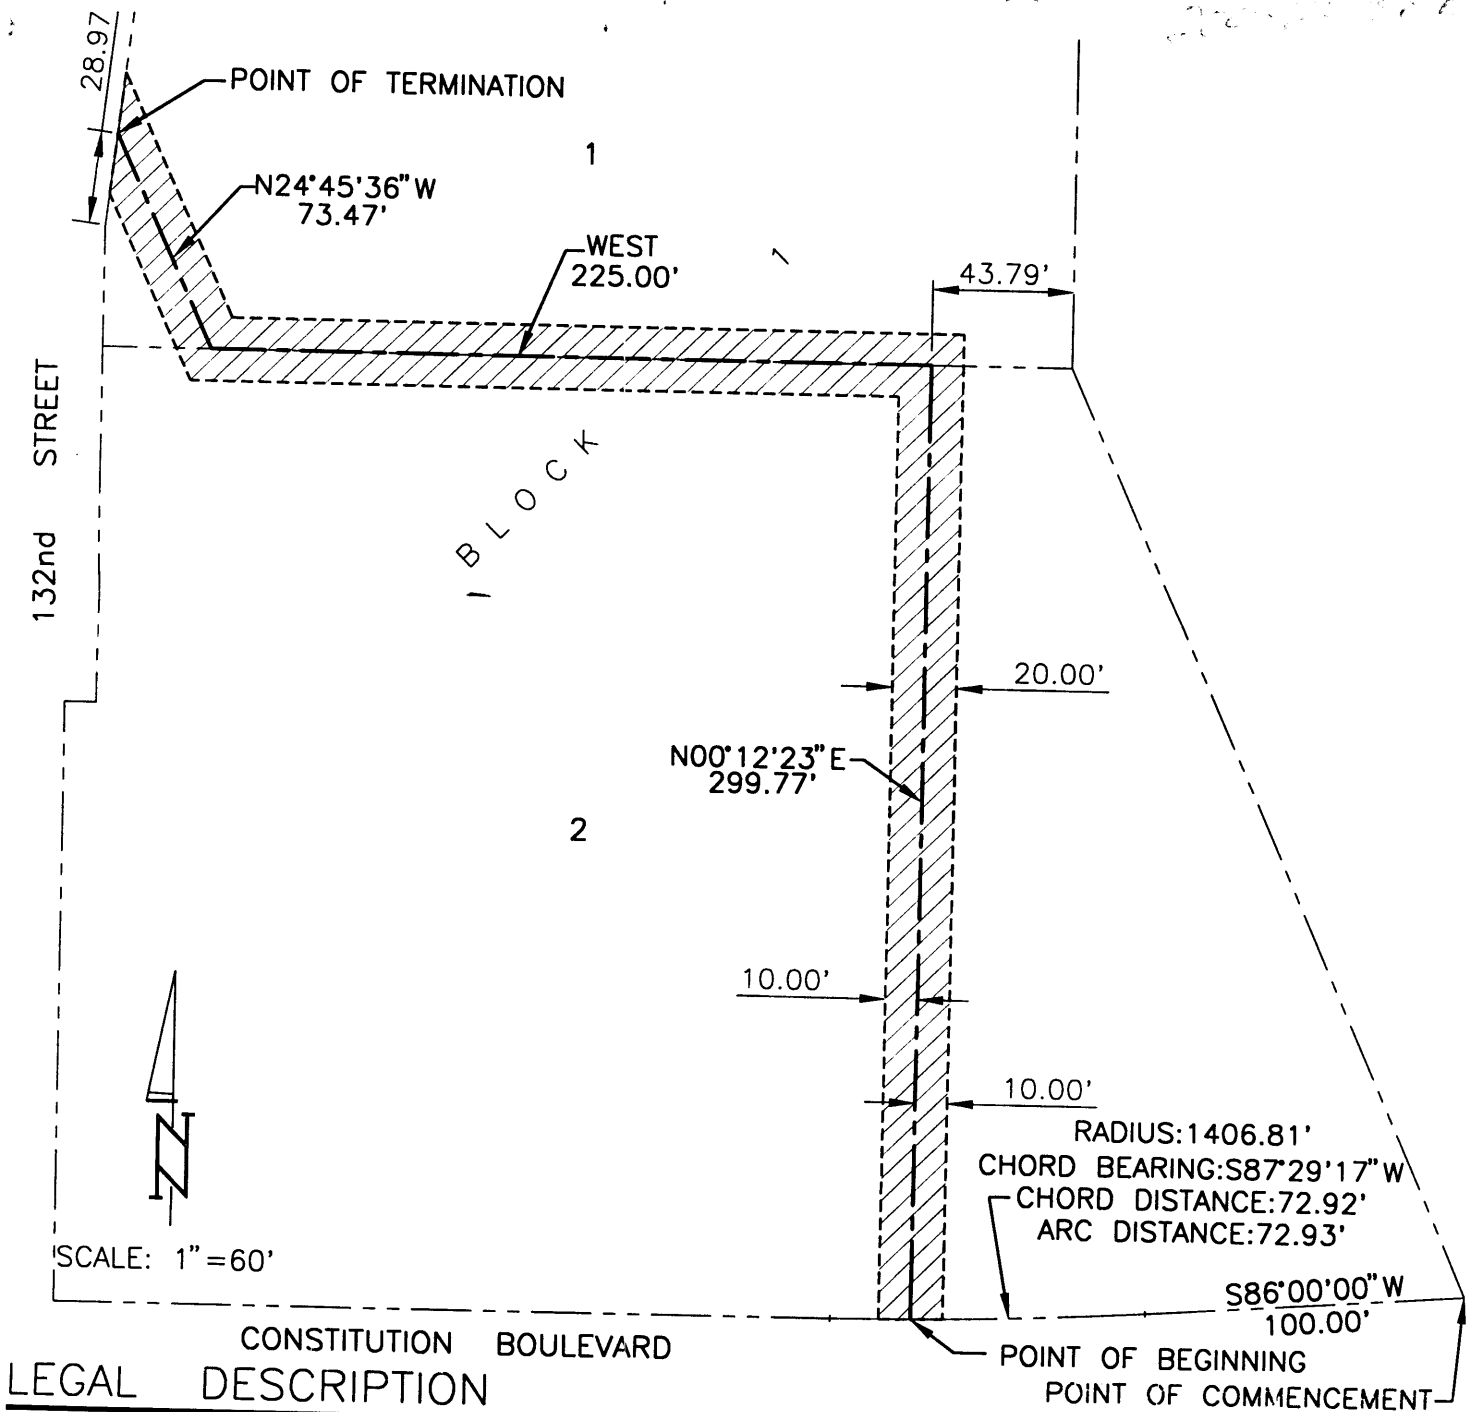 28.97
POINT OF TERMINATION
1
N24°45'36"W
73.47'
WEST
225.00'
1
43.79'
132nd STREET
1 BLOCK
20.00'
N00°12'23"E
299.77'
2
10.00'
10.00'
RADIUS:1406.81'
CHORD BEARING:S87°29'17"W
CHORD DISTANCE:72.92'
ARC DISTANCE:72.93'
N
SCALE: 1"=60'
S86°00'00"W
100.00'
CONSTITUTION BOULEVARD
POINT OF BEGINNING
LEGAL DESCRIPTION
POINT OF COMMENCEMENT